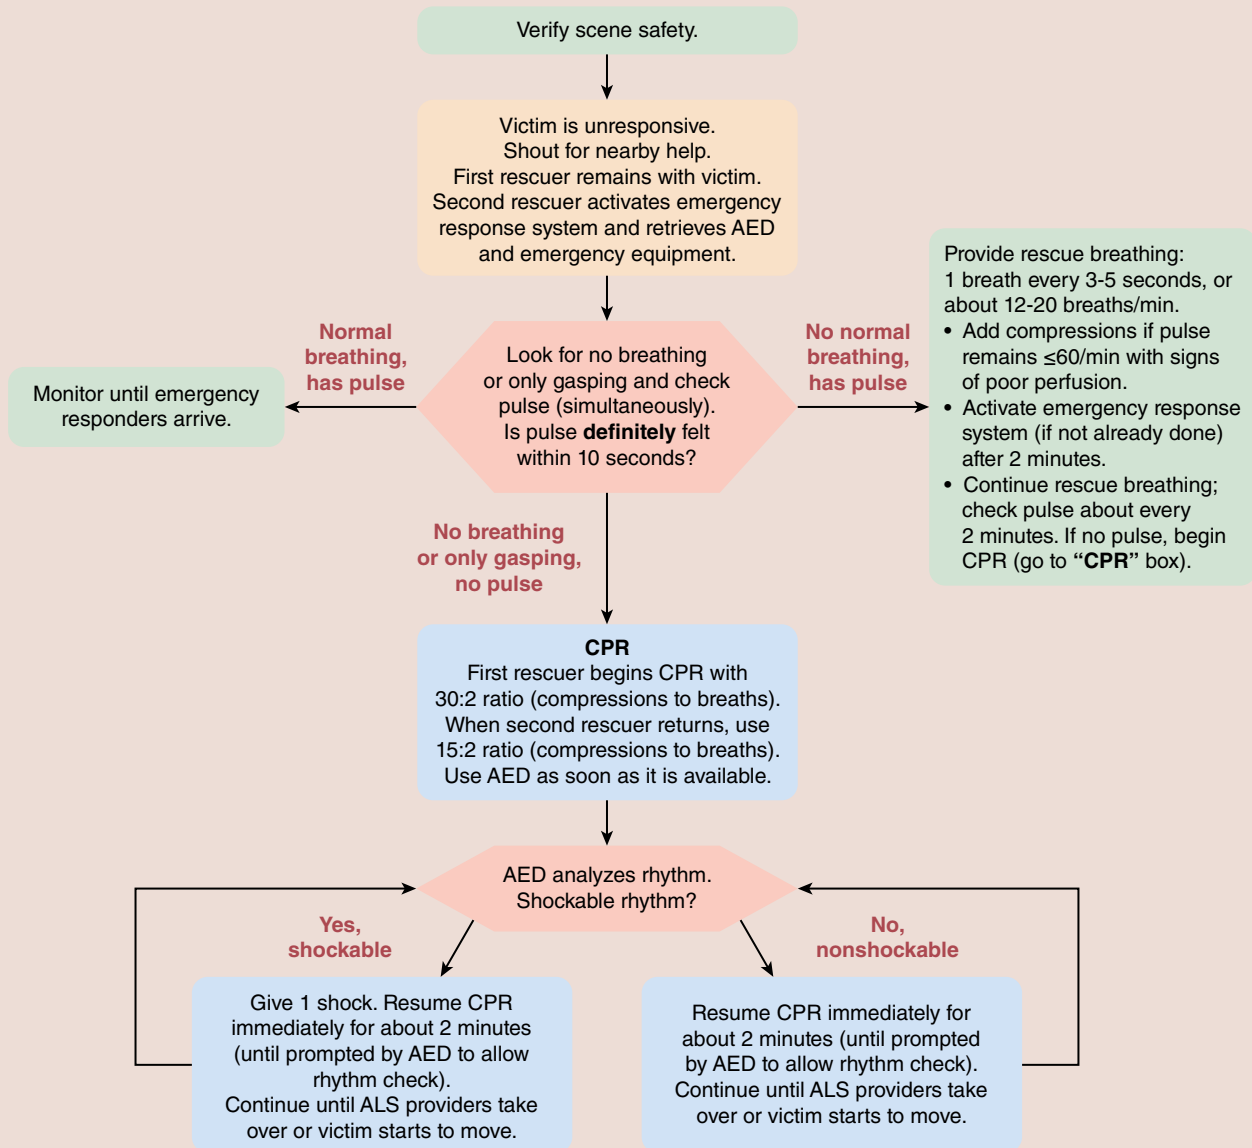 Verify scene safety.
Victim is unresponsive.
Shout for nearby help.
First rescuer remains with victim.
Second rescuer activates emergency
response system and retrieves AED
and emergency equipment.
Normal
breathing,
has pulse
Monitor until emergency
responders arrive.
Look for no breathing
or only gasping and check
pulse (simultaneously).
Is pulse definitely felt
within 10 seconds?
No normal
breathing,
has pulse
Provide rescue breathing:
1 breath every 3-5 seconds, or
about 12-20 breaths/min.
• Add compressions if pulse
remains ≤60/min with signs
of poor perfusion.
• Activate emergency response
system (if not already done)
after 2 minutes.
• Continue rescue breathing;
check pulse about every
2 minutes. If no pulse, begin
CPR (go to “CPR” box).
No breathing
or only gasping,
no pulse
CPR
First rescuer begins CPR with
30:2 ratio (compressions to breaths).
When second rescuer returns, use
15:2 ratio (compressions to breaths).
Use AED as soon as it is available.
AED analyzes rhythm.
Shockable rhythm?
Yes,
shockable
No,
nonshockable
Give 1 shock. Resume CPR
immediately for about 2 minutes
(until prompted by AED to allow
rhythm check).
Continue until ALS providers take
over or victim starts to move.
Resume CPR immediately for
about 2 minutes (until prompted
by AED to allow rhythm check).
Continue until ALS providers take
over or victim starts to move.